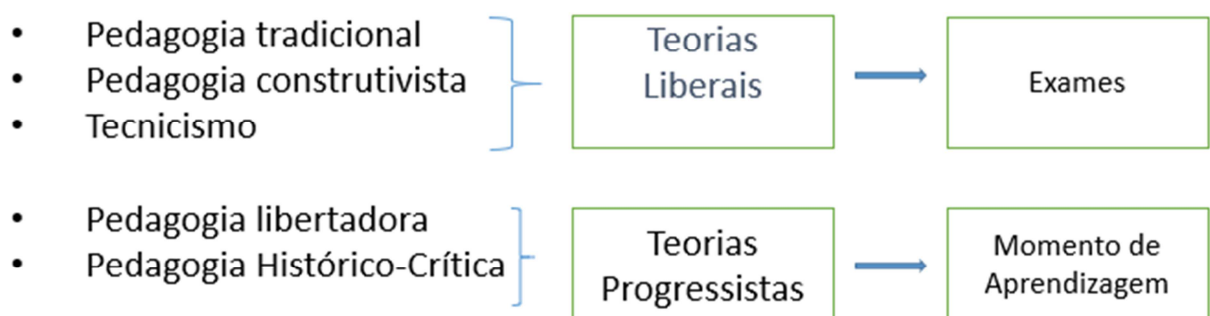 • Pedagogia tradicional
• Pedagogia construtivista
• Tecnicismo
Teorias
Liberais
Exames
• Pedagogia libertadora
• Pedagogia Histórico-Crítica
Teorias
Progressistas
Momento de
Aprendizagem